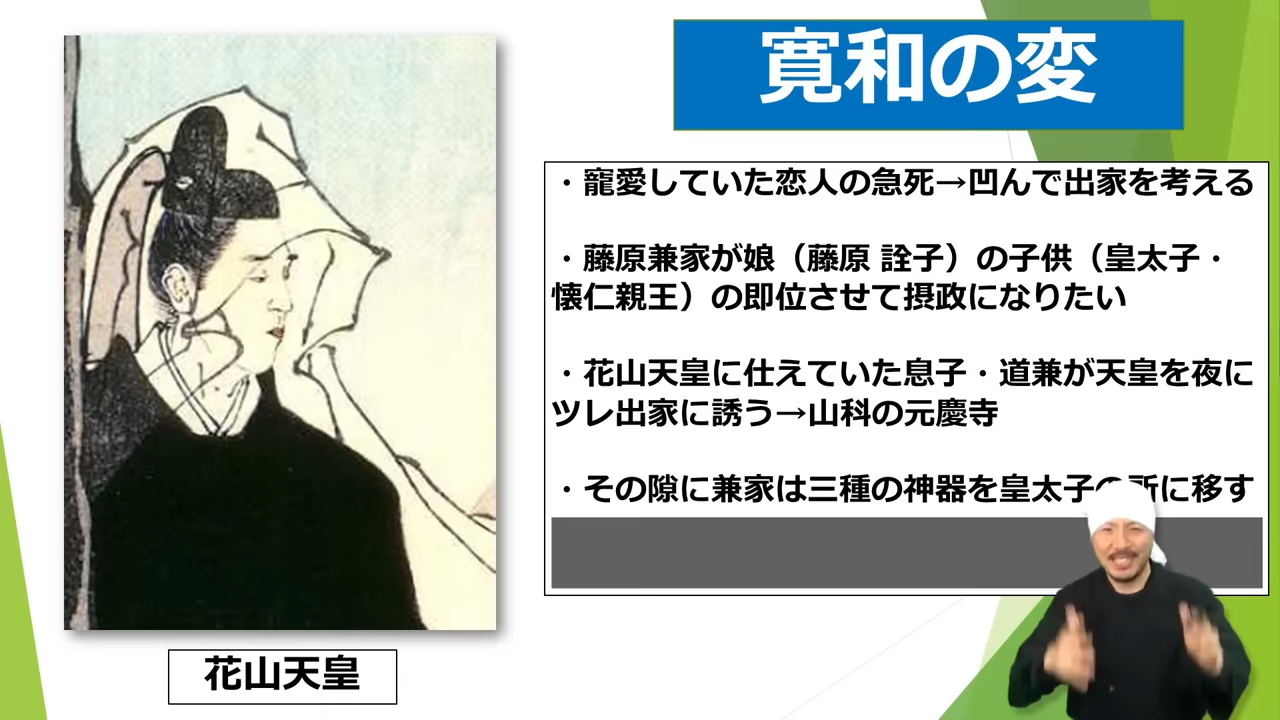 寛和の変
・寵愛していた恋人の急死→凹んで出家を考える
・藤原兼家が娘（藤原 詮子）の子供（皇太子・
懐仁親王）の即位させて摂政になりたい
・花山天皇に仕えていた息子・道兼が天皇を夜に
ツレ出家に誘う→山科の元慶寺
・その隙に兼家は三種の神器を皇太子の所に移す
花山天皇